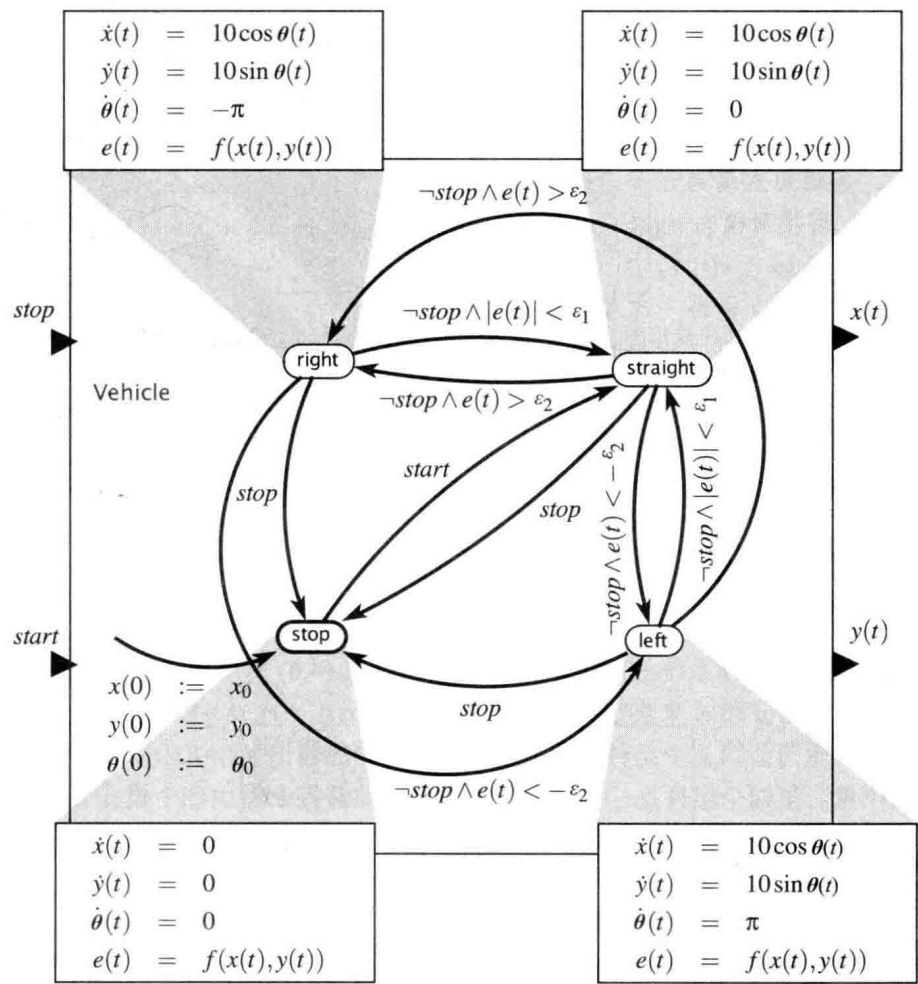 ẋ(t) = 10 cos θ(t)
ẏ(t) = 10 sin θ(t)
θ̇(t) = −π
e(t) = f(x(t), y(t))
ẋ(t) = 10 cos θ(t)
ẏ(t) = 10 sin θ(t)
θ̇(t) = 0
e(t) = f(x(t), y(t))
¬stop ∧ e(t) > ε₂
stop
x(t)
¬stop ∧ |e(t)| < ε₁
right
straight
Vehicle
¬stop ∧ e(t) > ε₂
start
stop
stop
¬stop ∧ e(t) < −ε₂
¬stop ∧ |e(t)| < ε₁
start
stop
left
y(t)
x(0) := x₀
y(0) := y₀
θ(0) := θ₀
stop
¬stop ∧ e(t) < −ε₂
ẋ(t) = 0
ẏ(t) = 0
θ̇(t) = 0
e(t) = f(x(t), y(t))
ẋ(t) = 10 cos θ(t)
ẏ(t) = 10 sin θ(t)
θ̇(t) = π
e(t) = f(x(t), y(t))